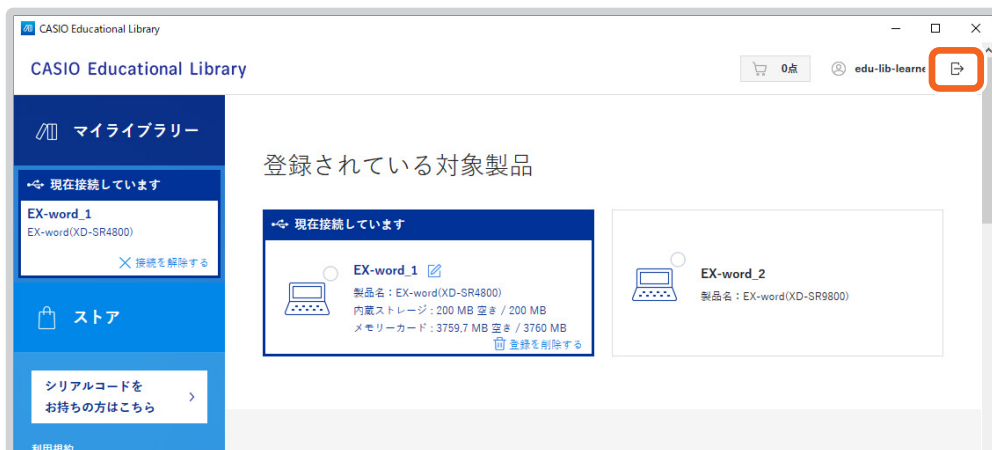 CASIO Educational Library
CASIO Educational Library
0点
edu-lib-learne
マイライブラリー
現在接続しています
EX-word_1
EX-word(XD-SR4800)
接続を解除する
ストア
シリアルコードを
お持ちの方はこちら
利用規約
登録されている対象製品
現在接続しています
EX-word_1
製品名：EX-word(XD-SR4800)
内蔵ストレージ：200 MB 空き / 200 MB
メモリーカード：3759.7 MB 空き / 3760 MB
登録を削除する
EX-word_2
製品名：EX-word(XD-SR9800)